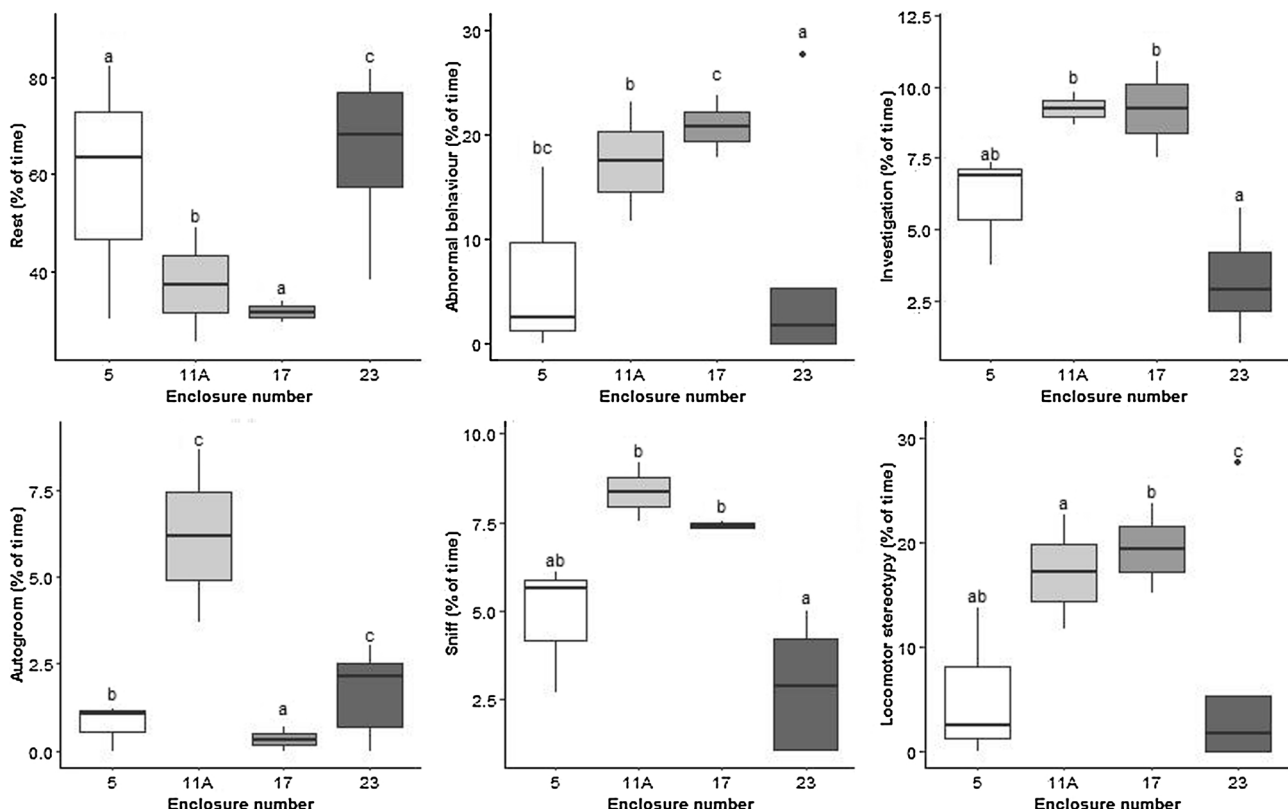 Rest (% of time)
80
60
40
a
b
a
c
5 11A 17 23
Enclosure number
Abnormal behaviour (% of time)
30
20
10
0
bc
b
c
a
5 11A 17 23
Enclosure number
Investigation (% of time)
12.5
10.0
7.5
5.0
2.5
ab
b
b
a
5 11A 17 23
Enclosure number
Autogroom (% of time)
7.5
5.0
2.5
0.0
b
c
a
c
5 11A 17 23
Enclosure number
Sniff (% of time)
10.0
7.5
5.0
2.5
ab
b
b
a
5 11A 17 23
Enclosure number
Locomotor stereotypy (% of time)
30
20
10
0
ab
a
b
c
5 11A 17 23
Enclosure number